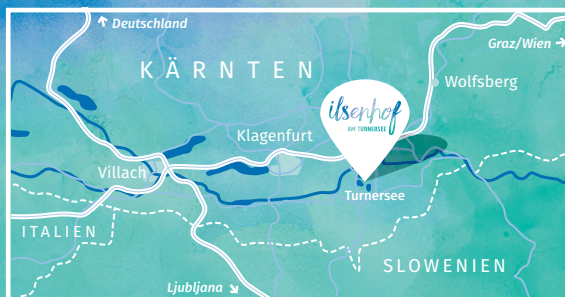 Deutschland
Graz/Wien
KÄRNTEN
Wolfsberg
ilsenhof
AM TURNERSEE
Klagenfurt
Villach
Turnersee
ITALIEN
SLOWENIEN
Ljubljana